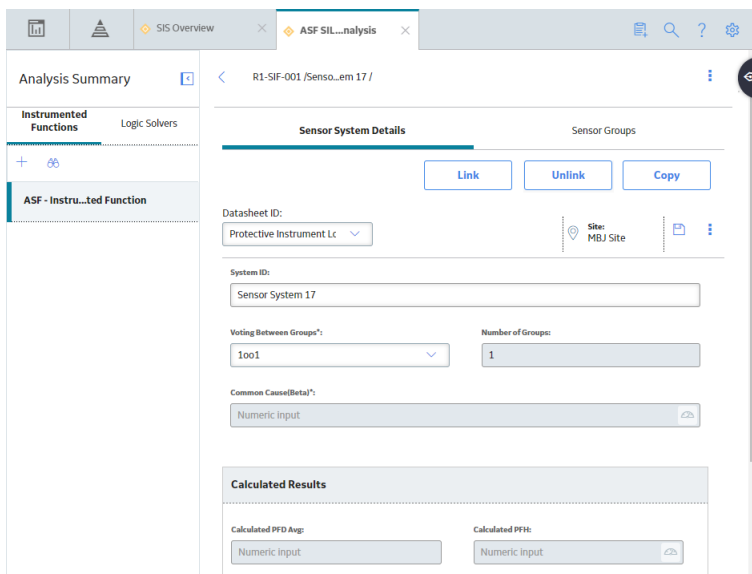 SIS Overview
ASF SIL...nalysis
?
Analysis Summary
R1-SIF-001 /Senso...em 17 /
Instrumented
Functions
Logic Solvers
ASF - Instru...ted Function
Sensor System Details
Sensor Groups
Link
Unlink
Copy
Datasheet ID:
Protective Instrument Lc
Site:
MBJ Site
System ID:
Sensor System 17
Voting Between Groups*:
Number of Groups:
1oo1
1
Common Cause(Beta)*:
Numeric input
Calculated Results
Calculated PFD Avg:
Calculated PFH:
Numeric input
Numeric input